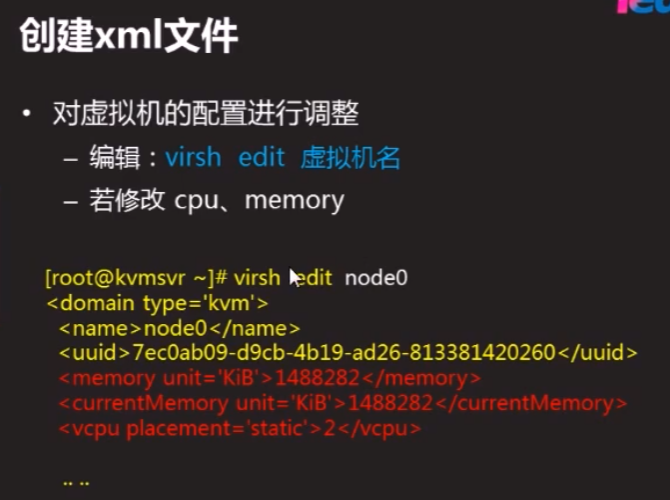 创建xml文件
• 对虚拟机的配置进行调整
– 编辑：virsh edit 虚拟机名
– 若修改 cpu、memory
[root@kvmsvr ~]# virsh edit node0
<domain type='kvm'>
<name>node0</name>
<uuid>7ec0ab09-d9cb-4b19-ad26-813381420260</uuid>
<memory unit='KiB'>1488282</memory>
<currentMemory unit='KiB'>1488282</currentMemory>
<vcpu placement='static'>2</vcpu>
.. ..